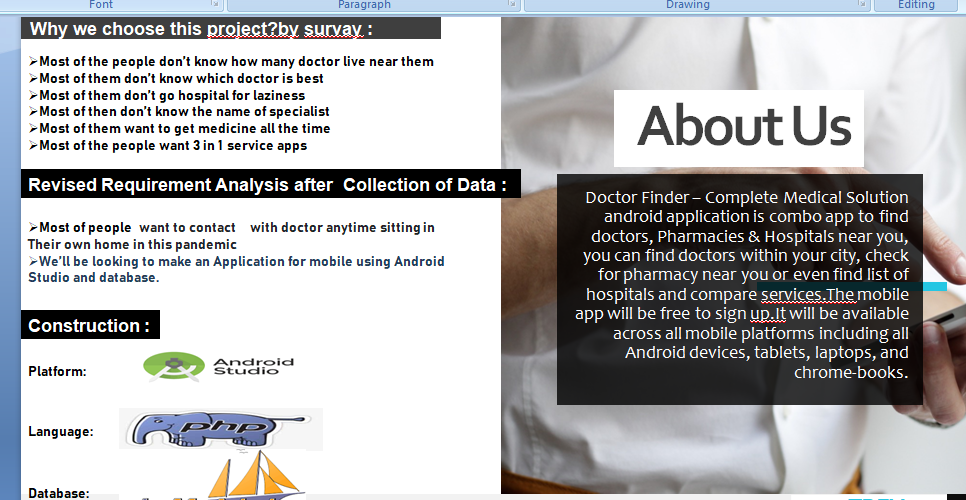 Font
Paragraph
Drawing
Editing
Why we choose this project?by survay :
➢Most of the people don't know how many doctor live near them
➢Most of them don't know which doctor is best
➢Most of them don't go hospital for laziness
➢Most of then don't know the name of specialist
➢Most of them want to get medicine all the time
➢Most of the people want 3 in 1 service apps
Revised Requirement Analysis after Collection of Data :
➢Most of people want to contact with doctor anytime sitting in
Their own home in this pandemic
➢We'll be looking to make an Application for mobile using Android
Studio and database.
Construction :
Platform:
Android
Studio
Language:
php
Database:
About Us
Doctor Finder – Complete Medical Solution
android application is combo app to find
doctors, Pharmacies & Hospitals near you,
you can find doctors within your city, check
for pharmacy near you or even find list of
hospitals and compare services.The mobile
app will be free to sign up.It will be available
across all mobile platforms including all
Android devices, tablets, laptops, and
chrome-books.